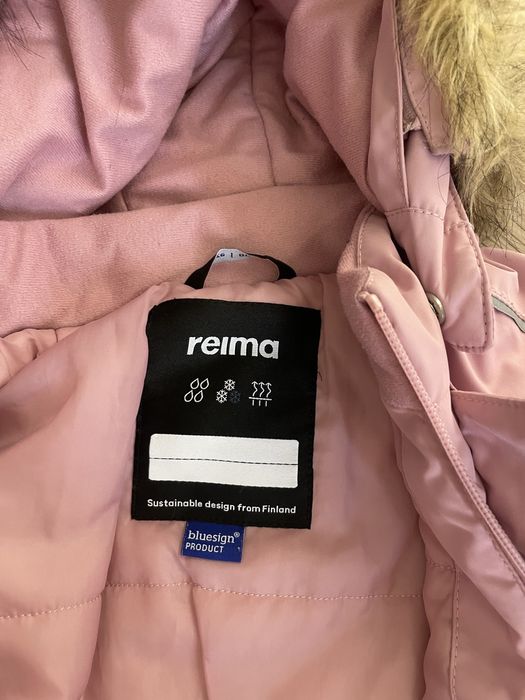 reima
Sustainable design from Finland
bluesign®
PRODUCT